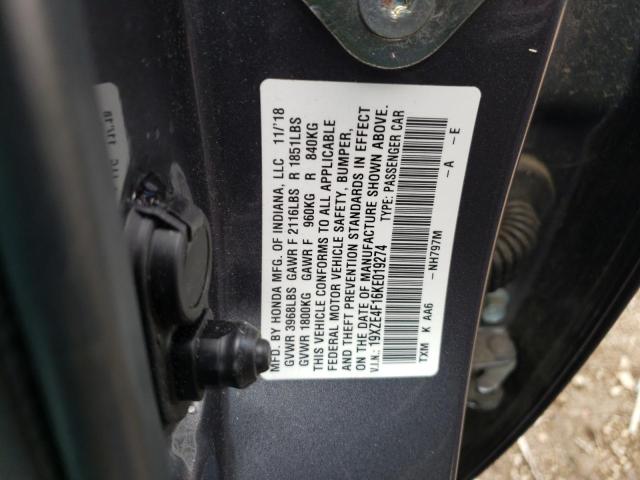 MFD. BY HONDA MFG. OF INDIANA, LLC 11/'18
GVWR 3968LBS GAWR F 2116LBS R 1851LBS
GVWR 1800KG GAWR F 960KG R 840KG
THIS VEHICLE CONFORMS TO ALL APPLICABLE
FEDERAL MOTOR VEHICLE SAFETY, BUMPER,
AND THEFT PREVENTION STANDARDS IN EFFECT
ON THE DATE OF MANUFACTURE SHOWN ABOVE.
V.I.N.: 19XZE4F16KE019274 TYPE: PASSENGER CAR
TXM K AA6 -NH797M -A -E